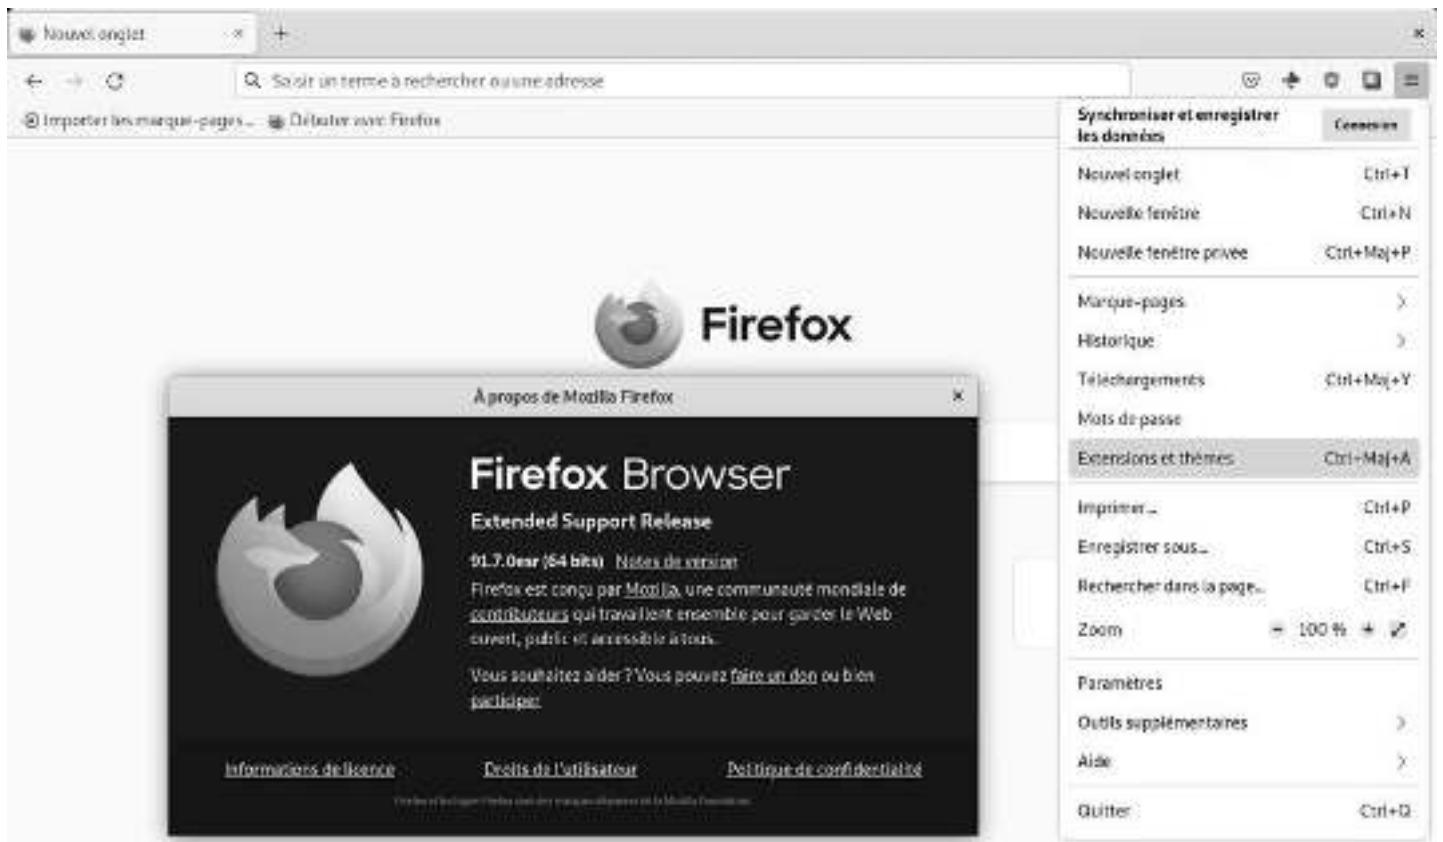 Nouvel onglet
Saisir un terme à rechercher ou une adresse
Importer les marque-pages... Débuter avec Firefox
Synchroniser et enregistrer
les données
Connexion
Nouvel onglet Ctrl+T
Nouvelle fenêtre Ctrl+N
Nouvelle fenêtre privée Ctrl+Maj+P
Marque-pages
Historique
Téléchargements Ctrl+Maj+Y
Mots de passe
Extensions et thèmes Ctrl+Maj+A
Imprimer... Ctrl+P
Enregistrer sous... Ctrl+S
Rechercher dans la page... Ctrl+F
Zoom - 100 % +
Paramètres
Outils supplémentaires
Aide
Quitter Ctrl+Q
Firefox
À propos de Mozilla Firefox
Firefox Browser
Extended Support Release
91.7.0esr (64 bits) Notes de version
Firefox est conçu par Mozilla, une communauté mondiale de
contributeurs qui travaillent ensemble pour garder le Web
ouvert, public et accessible à tous.
Vous souhaitez aider ? Vous pouvez faire un don ou bien
participer.
Informations de licence Droits de l'utilisateur Politique de confidentialité